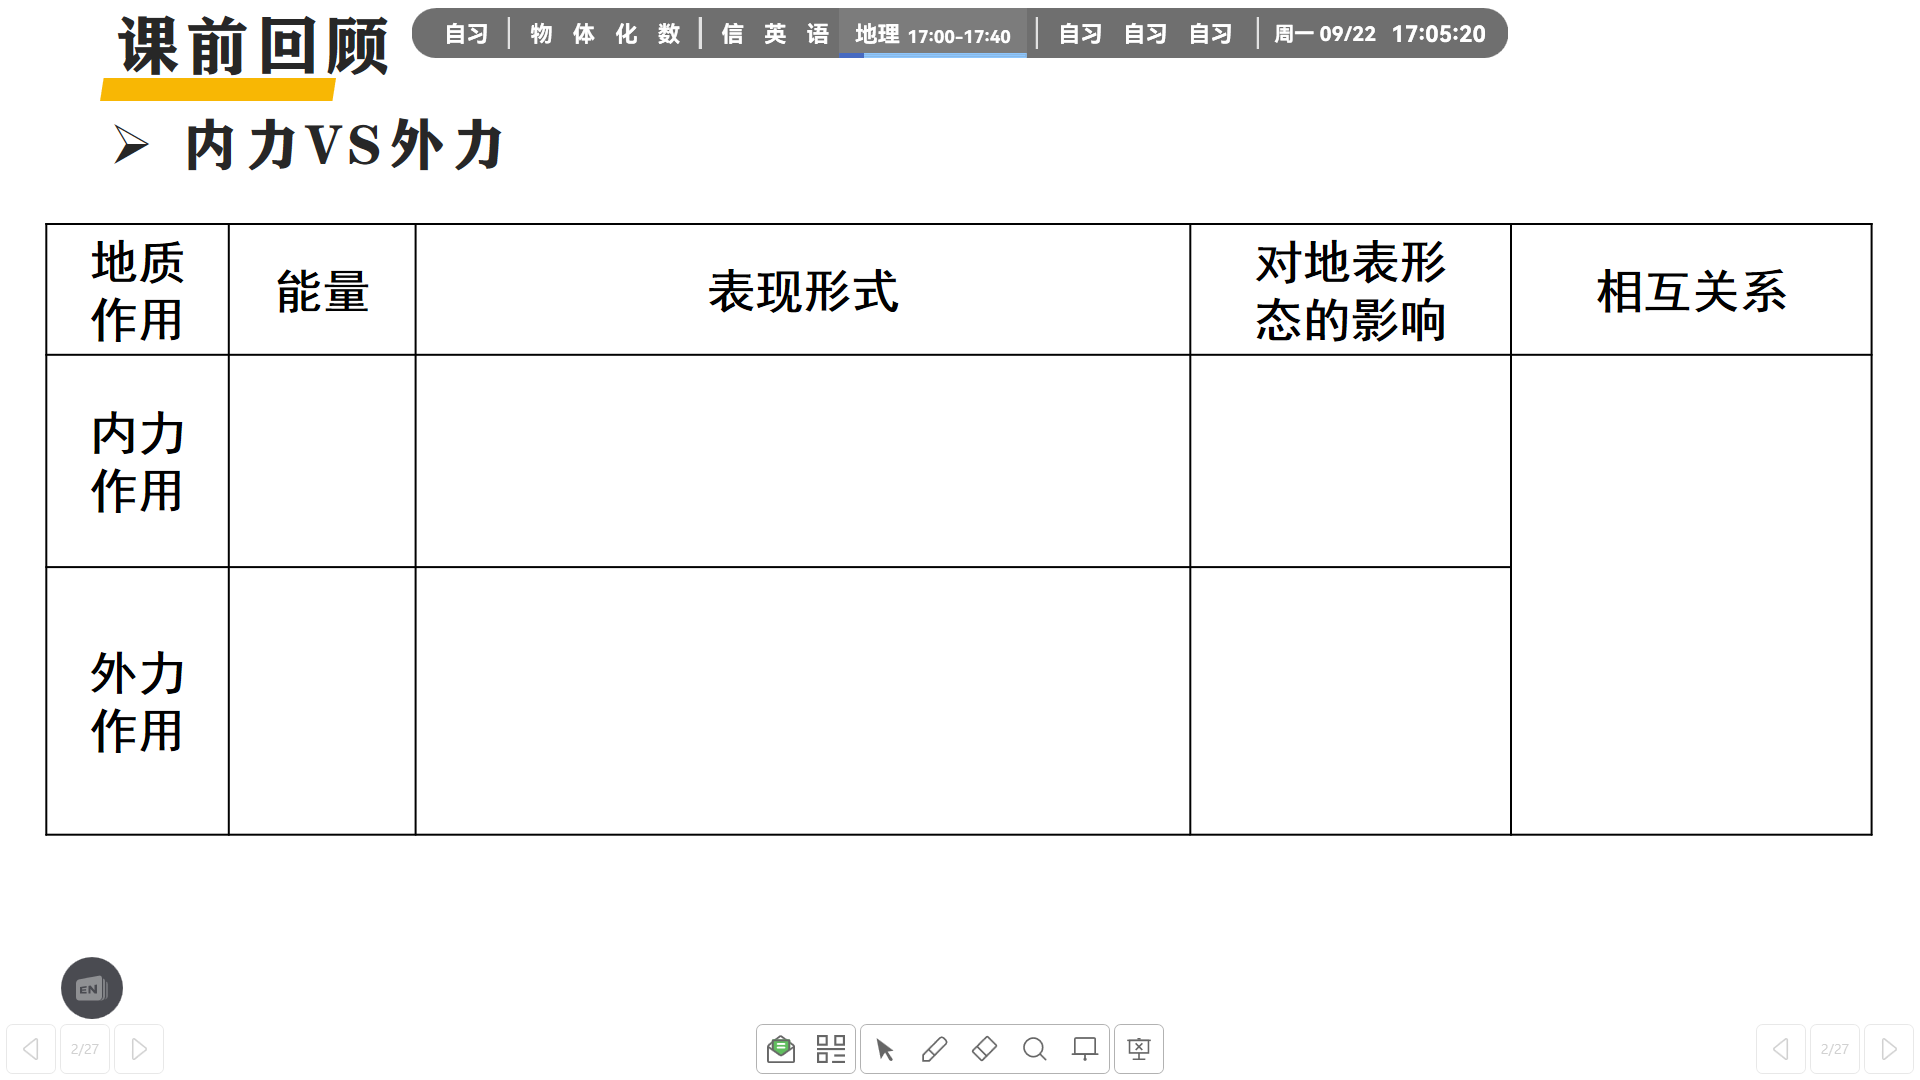 课前回顾
自习 物 体 化 数 信 英 语 地理 17:00-17:40 自习 自习 自习 周一 09/22 17:05:20
内力VS外力
地质作用
能量
表现形式
对地表形态的影响
相互关系
内力作用
外力作用
EN
2/27
2/27